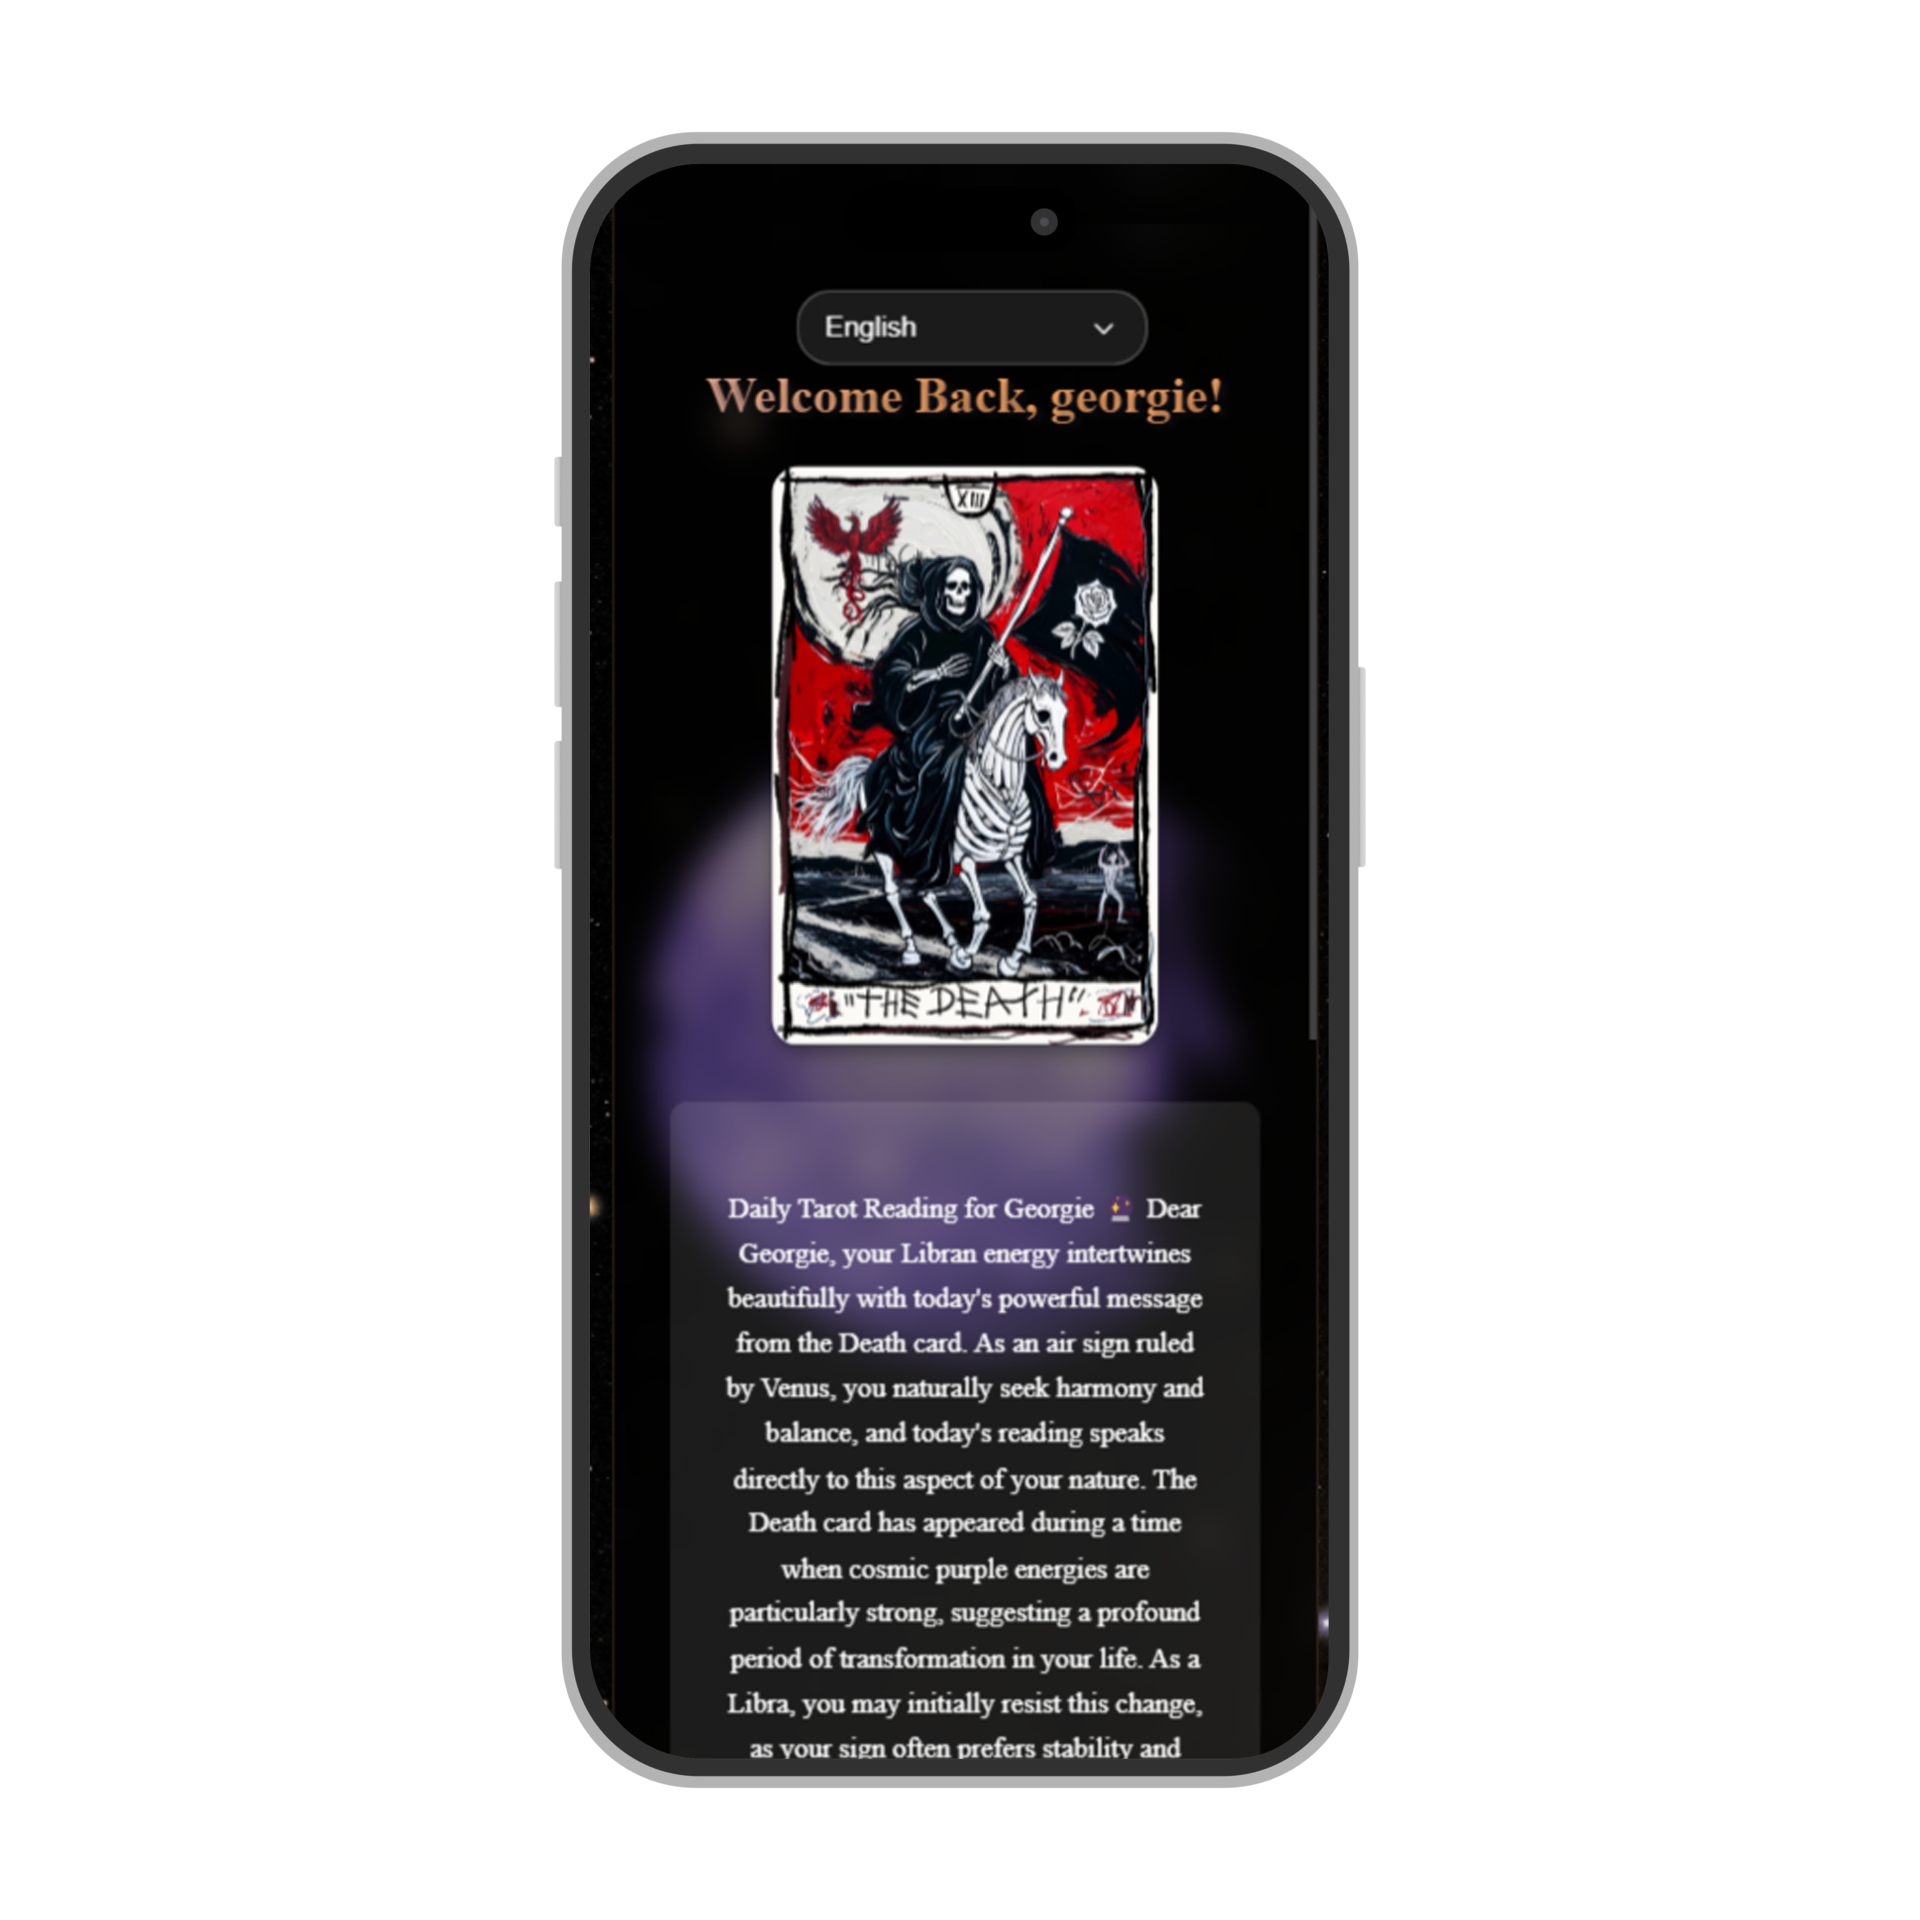 English
Welcome Back, georgie!
XIII
"THE DEATH"
Daily Tarot Reading for Georgie 🔮 Dear
Georgie, your Libran energy intertwines
beautifully with today's powerful message
from the Death card. As an air sign ruled
by Venus, you naturally seek harmony and
balance, and today's reading speaks
directly to this aspect of your nature. The
Death card has appeared during a time
when cosmic purple energies are
particularly strong, suggesting a profound
period of transformation in your life. As a
Libra, you may initially resist this change,
as your sign often prefers stability and